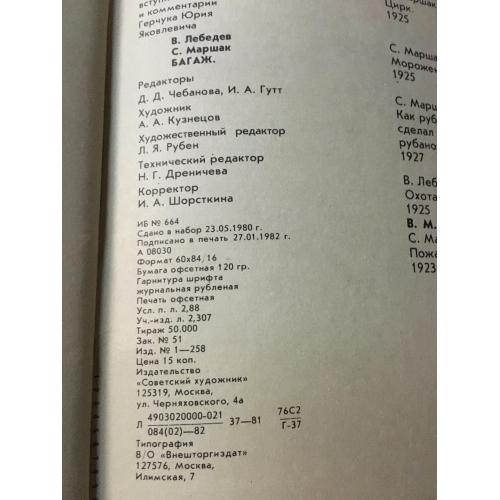 вступ
и комментарии
Герчука Юрия
Яковлевича
В. Лебедев
С. Маршак
БАГАЖ.
Редакторы
Д. Д. Чебанова, И. А. Гутт
Художник
А. А. Кузнецов
Художественный редактор
Л. Я. Рубен
Технический редактор
Н. Г. Дреничева
Корректор
И. А. Шорсткина
ИБ № 664
Сдано в набор 23.05.1980 г.
Подписано в печать 27.01.1982 г.
А 08030
Формат 60х84/16
Бумага офсетная 120 гр.
Гарнитура шрифта
журнальная рубленая
Печать офсетная
Усл. п. л. 2,88
Уч.-изд. л. 2,307
Тираж 50.000
Зак. № 51
Изд. № 1—258
Цена 15 коп.
Издательство
«Советский художник»
125319, Москва,
ул. Черняховского, 4а
Л 4903020000-021/084(02)—82 37—81 76С2/Г-37
Типография
В/О «Внешторгиздат»
127576, Москва,
Илимская, 7
Цирк.
1925
С. Марша
Морожен
1925
С. Марш
Как руб
сделал
рубано
1927
В. Леб
Охота
1925
В. М.
С. Мар
Пожа
1923